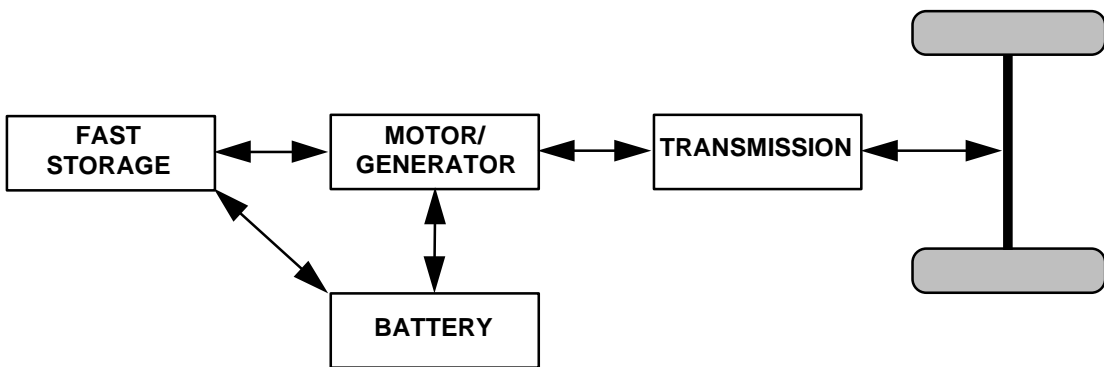 FAST
STORAGE
MOTOR/
GENERATOR
TRANSMISSION
BATTERY